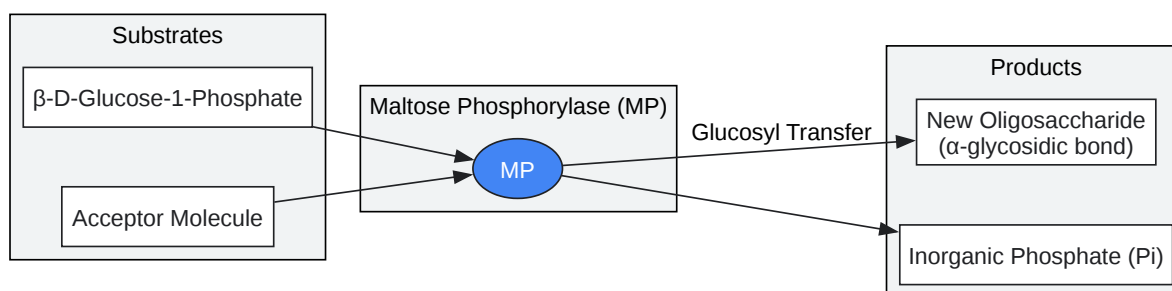 Substrates
β-D-Glucose-1-Phosphate
Acceptor Molecule
Maltose Phosphorylase (MP)
MP
Glucosyl Transfer
Products
New Oligosaccharide
(α-glycosidic bond)
Inorganic Phosphate (Pi)